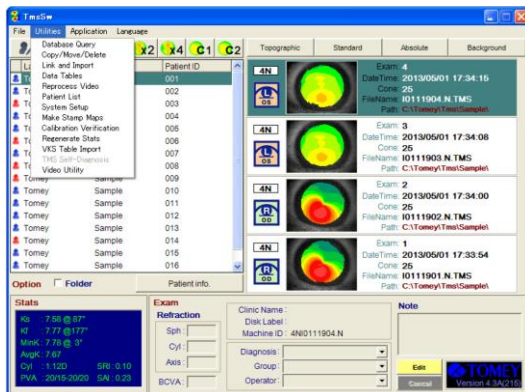 TmsSw
File Utilities Application Language
Database Query
Copy/Move/Delete
Link and Import
Data Tables
Reprocess Video
Patient List
System Setup
Make Stamp Maps
Calibration Verification
Regenerate Stats
VKS Table Import
TMS Self-Diagnosis
Video Utility
x2 x4 C1 C2
Topographic Standard Absolute Background
Patient ID
001
002
003
004
005
006
007
008
Tomey Sample 009
Tomey Sample 010
Tomey Sample 011
Tomey Sample 012
Tomey Sample 013
Tomey Sample 014
Tomey Sample 015
Tomey Sample 016
Option Folder Patient info.
4N
OS
Exam: 4
DateTime: 2013/05/01 17:34:15
Cone: 25
FileName: I0111904.N.TMS
Path: C:\Tomey\Tms\Sample\
4N
OS
Exam: 3
DateTime: 2013/05/01 17:34:08
Cone: 25
FileName: I0111903.N.TMS
Path: C:\Tomey\Tms\Sample\
4N
OD
Exam: 2
DateTime: 2013/05/01 17:34:00
Cone: 25
FileName: I0111902.N.TMS
Path: C:\Tomey\Tms\Sample\
4N
OD
Exam: 1
DateTime: 2013/05/01 17:33:54
Cone: 25
FileName: I0111901.N.TMS
Path: C:\Tomey\Tms\Sample\
Stats
Ks : 7.58 @ 87°
Kf : 7.77 @177°
MinK : 7.78 @ 3°
AvgK : 7.67
Cyl : 1.12D SRI : 0.10
PVA : 20/15-20/20 SAI : 0.23
Exam
Refraction
Sph :
Cyl :
Axis :
BCVA :
Clinic Name :
Disk Label :
Machine ID : 4NI0111904.N
Diagnosis :
Group :
Operator :
Note
Edit
Cancel
TOMEY
Version 4.3A(216)